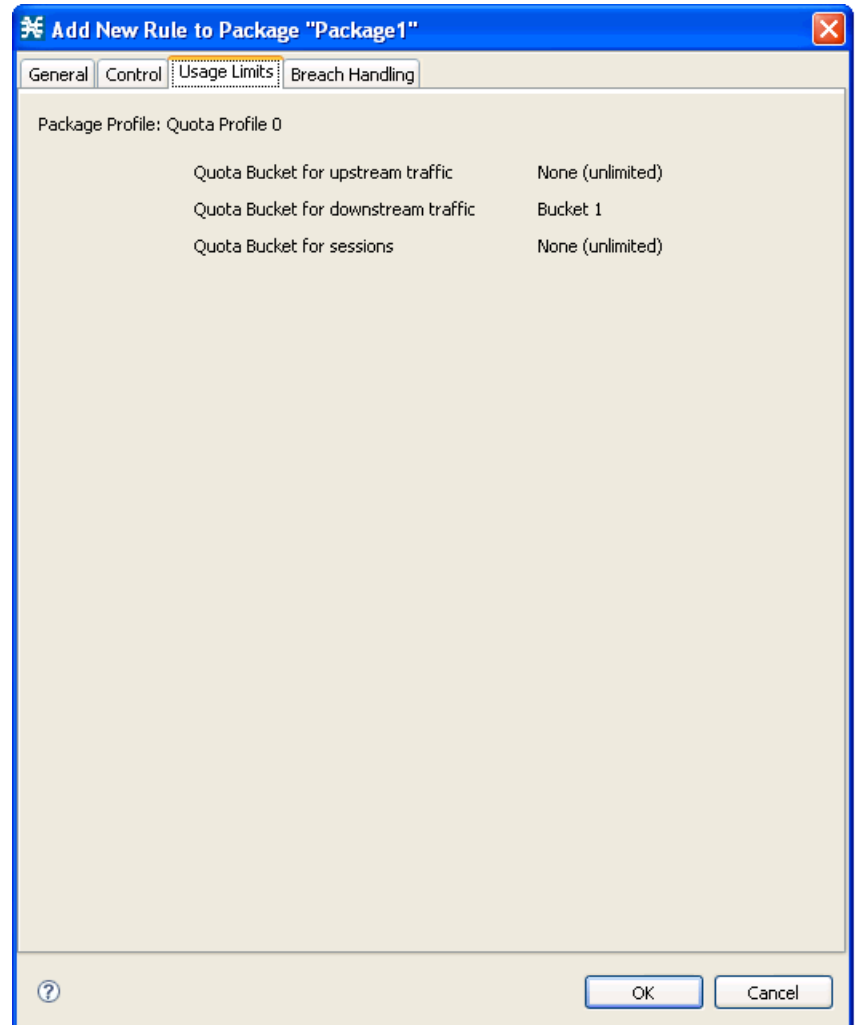 Add New Rule to Package "Package1"
General Control Usage Limits Breach Handling
Package Profile: Quota Profile 0
Quota Bucket for upstream traffic None (unlimited)
Quota Bucket for downstream traffic Bucket 1
Quota Bucket for sessions None (unlimited)
? OK Cancel